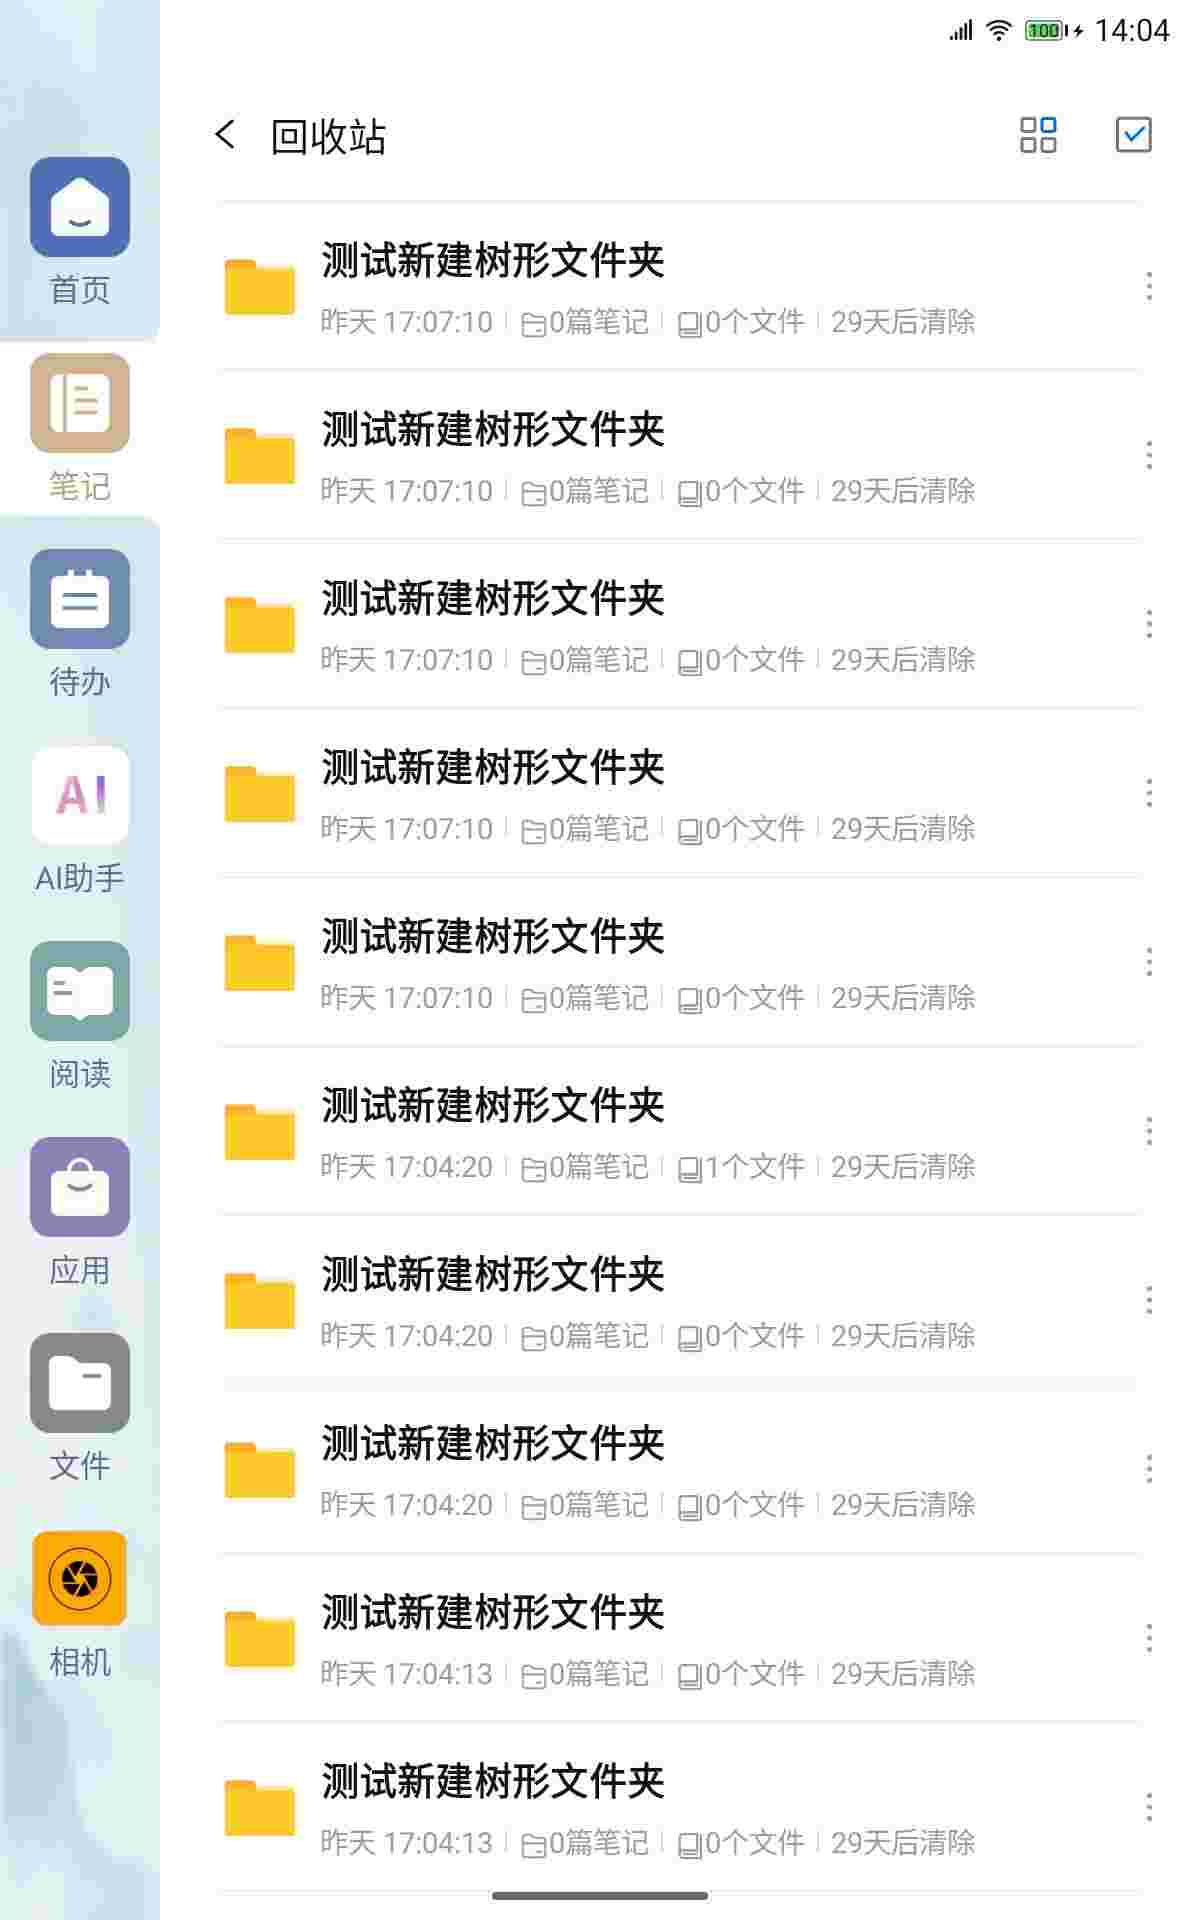 100 14:04
回收站
首页
笔记
待办
AI
AI助手
阅读
应用
文件
相机
测试新建树形文件夹
昨天 17:07:10 0篇笔记 0个文件 29天后清除
测试新建树形文件夹
昨天 17:07:10 0篇笔记 0个文件 29天后清除
测试新建树形文件夹
昨天 17:07:10 0篇笔记 0个文件 29天后清除
测试新建树形文件夹
昨天 17:07:10 0篇笔记 0个文件 29天后清除
测试新建树形文件夹
昨天 17:07:10 0篇笔记 0个文件 29天后清除
测试新建树形文件夹
昨天 17:04:20 0篇笔记 1个文件 29天后清除
测试新建树形文件夹
昨天 17:04:20 0篇笔记 0个文件 29天后清除
测试新建树形文件夹
昨天 17:04:20 0篇笔记 0个文件 29天后清除
测试新建树形文件夹
昨天 17:04:13 0篇笔记 0个文件 29天后清除
测试新建树形文件夹
昨天 17:04:13 0篇笔记 0个文件 29天后清除